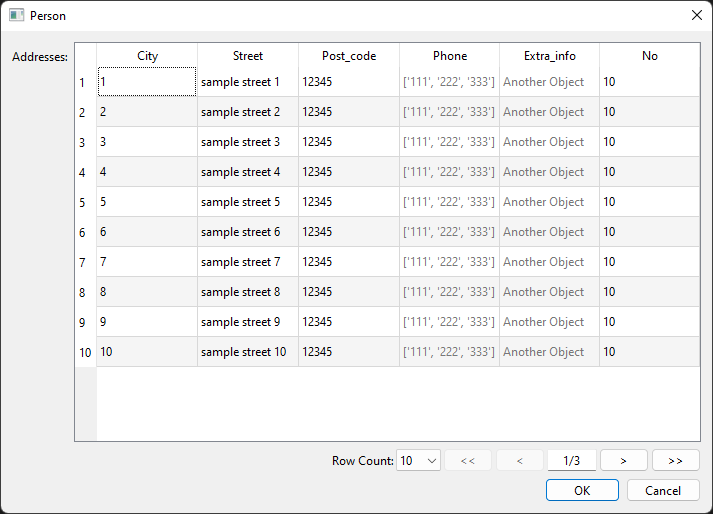 Person
Addresses:
City Street Post_code Phone Extra_info No
1 1 sample street 1 12345 ['111', '222', '333'] Another Object 10
2 2 sample street 2 12345 ['111', '222', '333'] Another Object 10
3 3 sample street 3 12345 ['111', '222', '333'] Another Object 10
4 4 sample street 4 12345 ['111', '222', '333'] Another Object 10
5 5 sample street 5 12345 ['111', '222', '333'] Another Object 10
6 6 sample street 6 12345 ['111', '222', '333'] Another Object 10
7 7 sample street 7 12345 ['111', '222', '333'] Another Object 10
8 8 sample street 8 12345 ['111', '222', '333'] Another Object 10
9 9 sample street 9 12345 ['111', '222', '333'] Another Object 10
10 10 sample street 10 12345 ['111', '222', '333'] Another Object 10
Row Count: 10 << < 1/3 > >>
OK Cancel